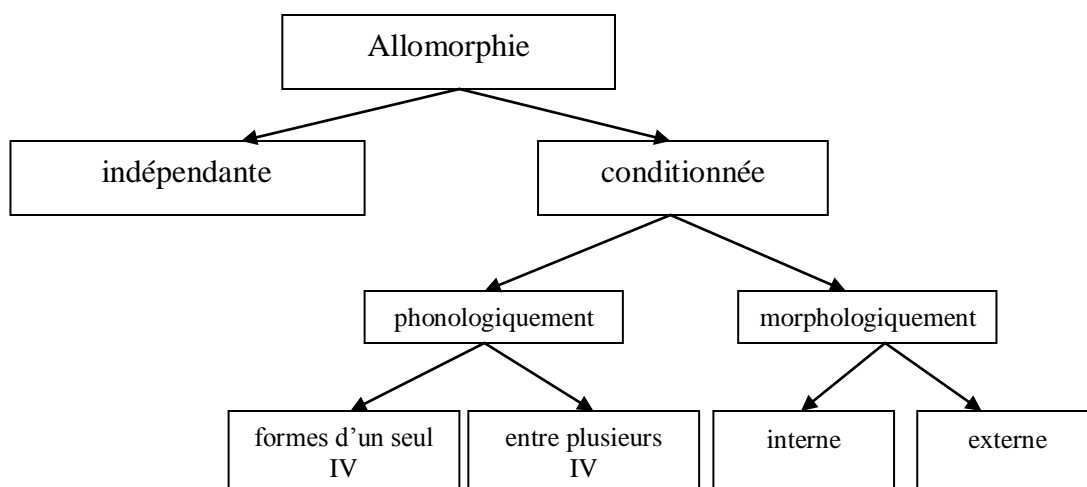 Allomorphie
indépendante
conditionnée
phonologiquement
morphologiquement
formes d’un seul
IV
entre plusieurs
IV
interne
externe